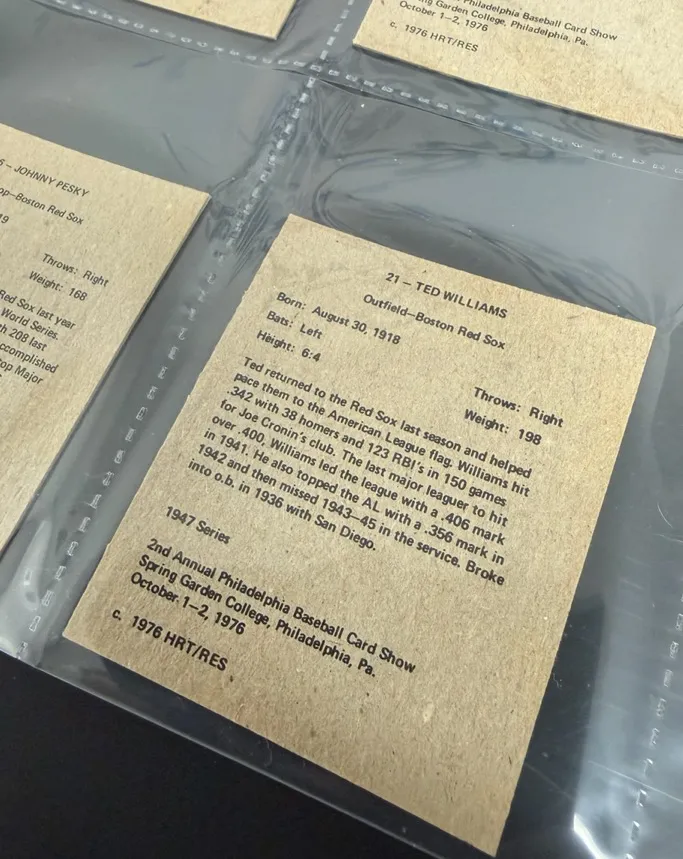 Philadelphia Baseball Card Show
Spring Garden College, Philadelphia, Pa.
October 1–2, 1976
c. 1976 HRT/RES
– JOHNNY PESKY
–Boston Red Sox
Throws: Right
Weight: 168
Red Sox last year
World Series.
208 last
accomplished
Major
21 – TED WILLIAMS
Outfield–Boston Red Sox
Born: August 30, 1918
Bats: Left
Throws: Right
Height: 6:4
Weight: 198
Ted returned to the Red Sox last season and helped
pace them to the American League flag. Williams hit
.342 with 38 homers and 123 RBI's in 150 games
for Joe Cronin's club. The last major leaguer to hit
over .400, Williams led the league with a .406 mark
in 1941. He also topped the AL with a .356 mark in
1942 and then missed 1943–45 in the service. Broke
into o.b. in 1936 with San Diego.
1947 Series
2nd Annual Philadelphia Baseball Card Show
Spring Garden College, Philadelphia, Pa.
October 1–2, 1976
c. 1976 HRT/RES